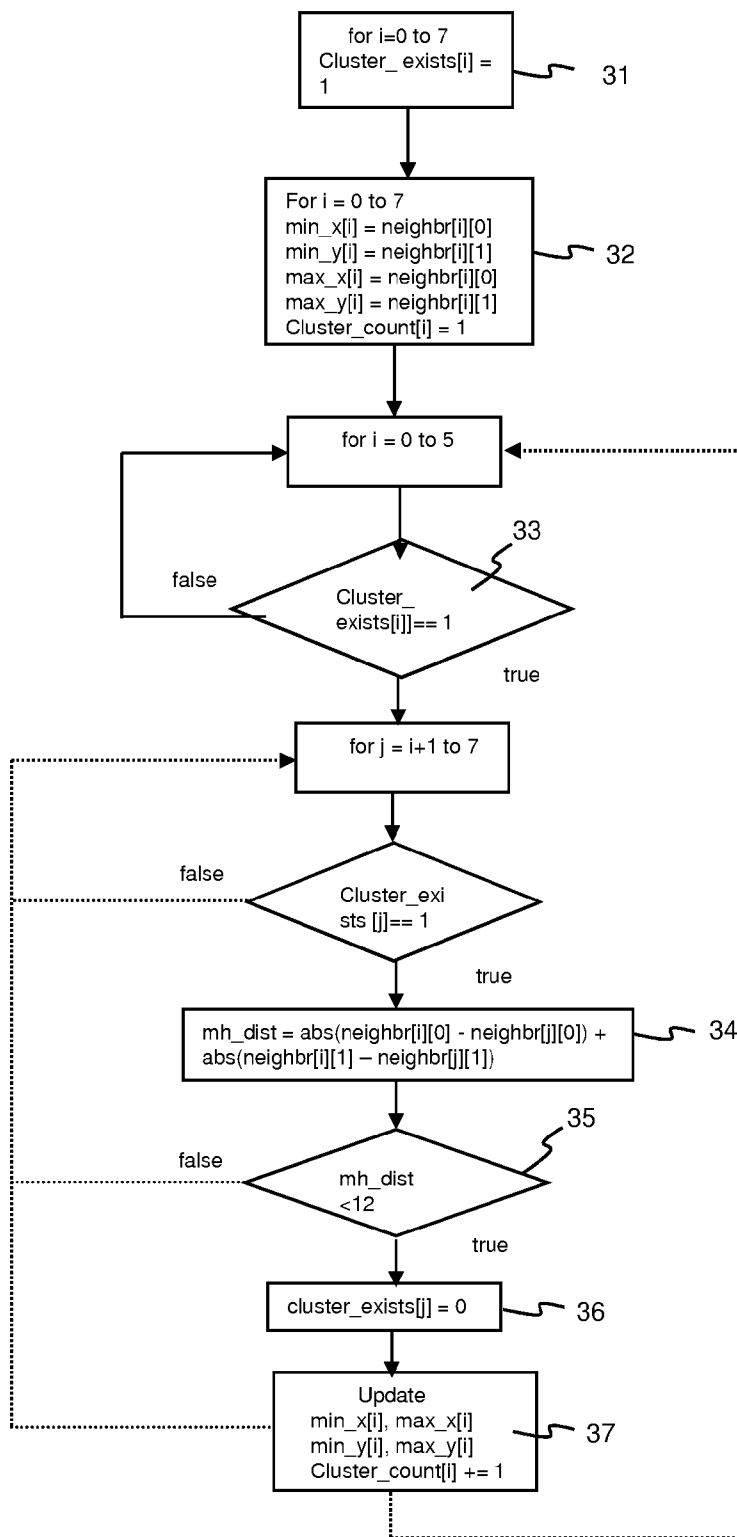 for i=0 to 7
Cluster_ exists[i] =
1
31
For i = 0 to 7
min_x[i] = neighbr[i][0]
min_y[i] = neighbr[i][1]
max_x[i] = neighbr[i][0]
max_y[i] = neighbr[i][1]
Cluster_count[i] = 1
32
for i = 0 to 5
33
false
Cluster_
exists[i]]== 1
true
for j = i+1 to 7
false
Cluster_exi
sts [j]== 1
true
mh_dist = abs(neighbr[i][0] - neighbr[j][0]) +
abs(neighbr[i][1] – neighbr[j][1])
34
35
false
mh_dist
<12
true
cluster_exists[j] = 0
36
Update
min_x[i], max_x[i]
min_y[i], max_y[i]
Cluster_count[i] += 1
37